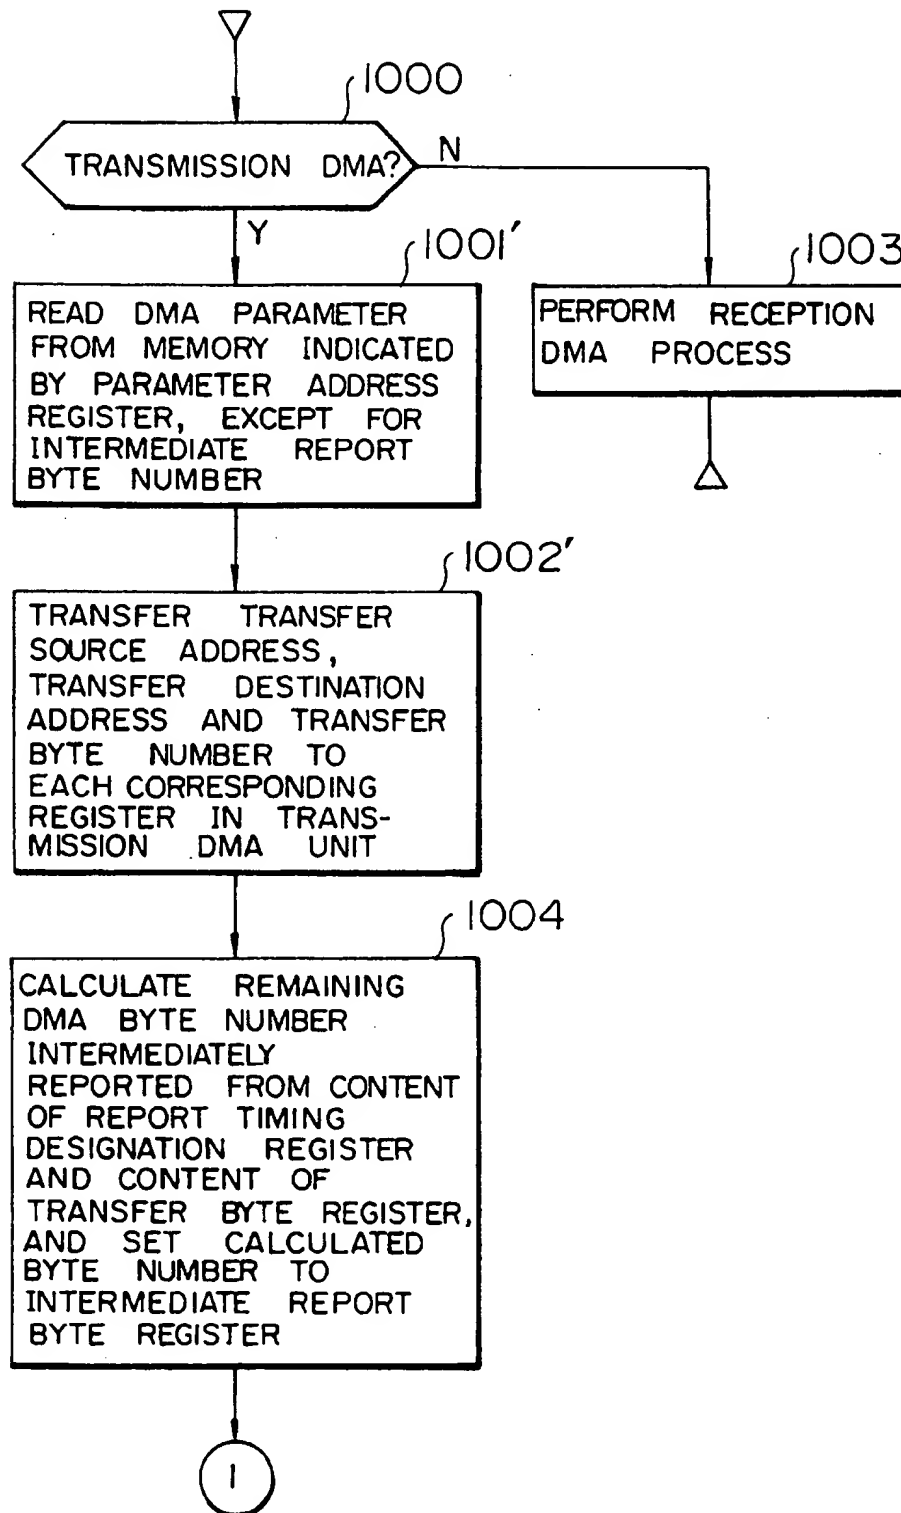 1000
TRANSMISSION DMA?
N
Y
1001′
1003
READ DMA PARAMETER
FROM MEMORY INDICATED
BY PARAMETER ADDRESS
REGISTER, EXCEPT FOR
INTERMEDIATE REPORT
BYTE NUMBER
PERFORM RECEPTION
DMA PROCESS
1002′
TRANSFER TRANSFER
SOURCE ADDRESS,
TRANSFER DESTINATION
ADDRESS AND TRANSFER
BYTE NUMBER TO
EACH CORRESPONDING
REGISTER IN TRANS-
MISSION DMA UNIT
1004
CALCULATE REMAINING
DMA BYTE NUMBER
INTERMEDIATELY
REPORTED FROM CONTENT
OF REPORT TIMING
DESIGNATION REGISTER
AND CONTENT OF
TRANSFER BYTE REGISTER,
AND SET CALCULATED
BYTE NUMBER TO
INTERMEDIATE REPORT
BYTE REGISTER
1